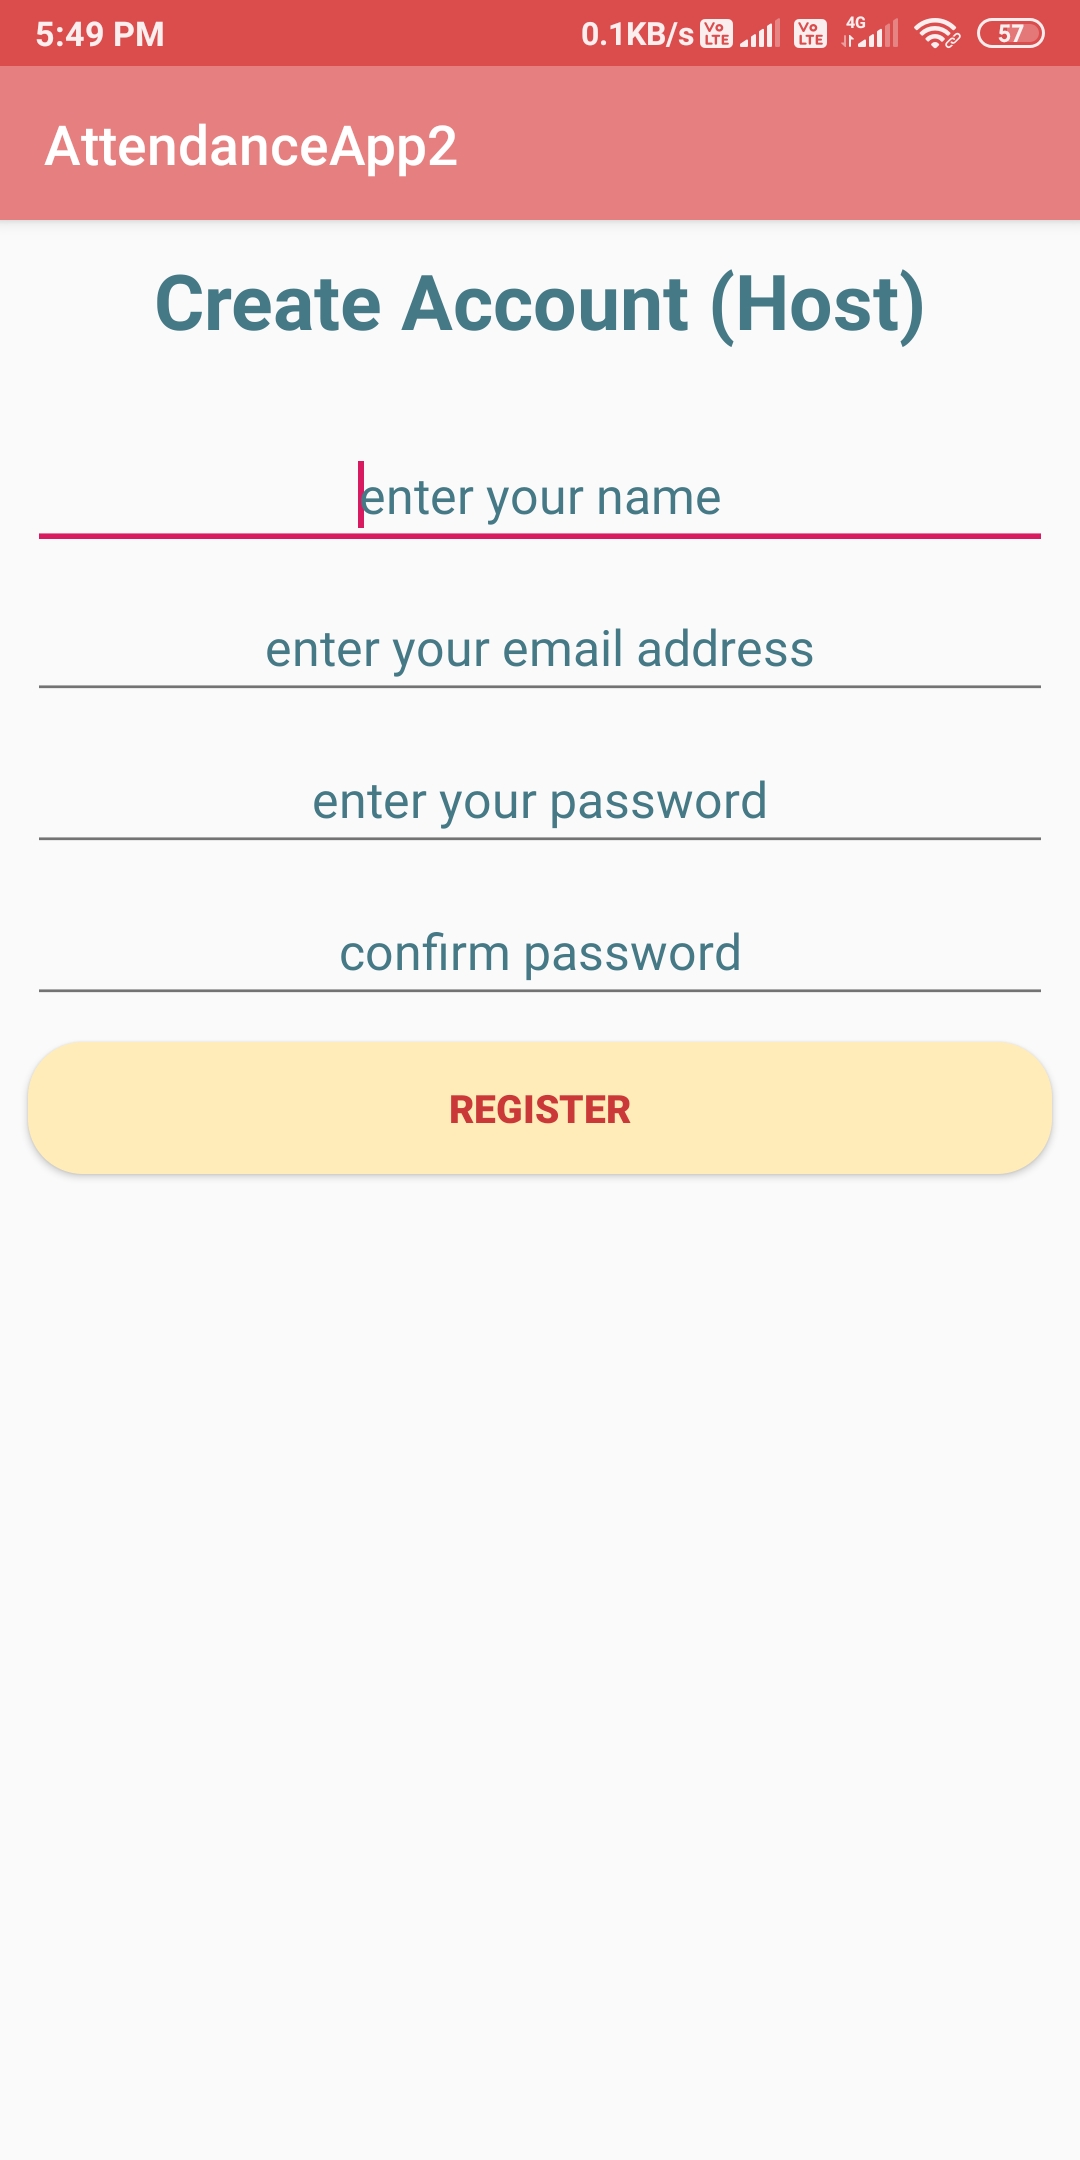 5:49 PM 0.1KB/s Vo LTE Vo LTE 4G 57
AttendanceApp2
Create Account (Host)
enter your name
enter your email address
enter your password
confirm password
REGISTER